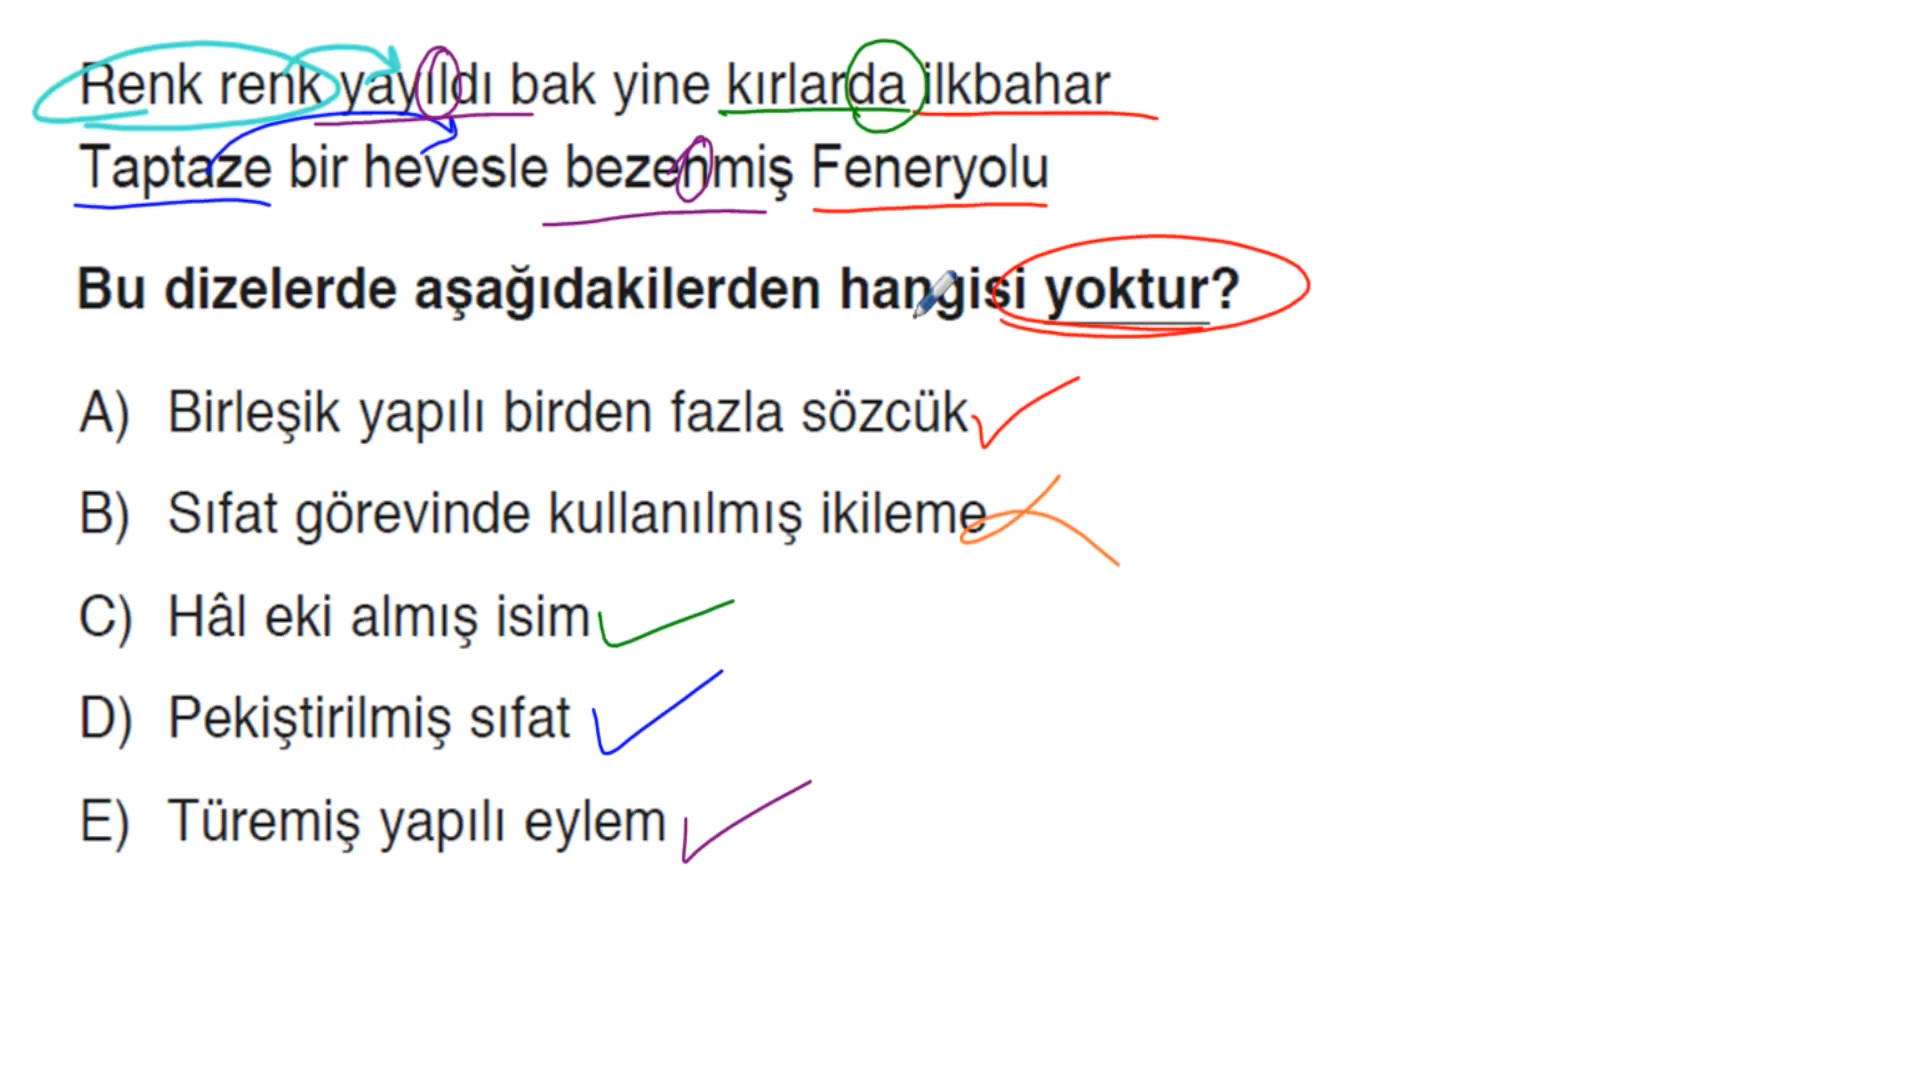 Renk renk yayıldı bak yine kırlarda ilkbahar
Taptaze bir hevesle bezenmiş Feneryolu
Bu dizelerde aşağıdakilerden hangisi yoktur?
A) Birleşik yapılı birden fazla sözcük
B) Sıfat görevinde kullanılmış ikileme
C) Hâl eki almış isim
D) Pekiştirilmiş sıfat
E) Türemiş yapılı eylem